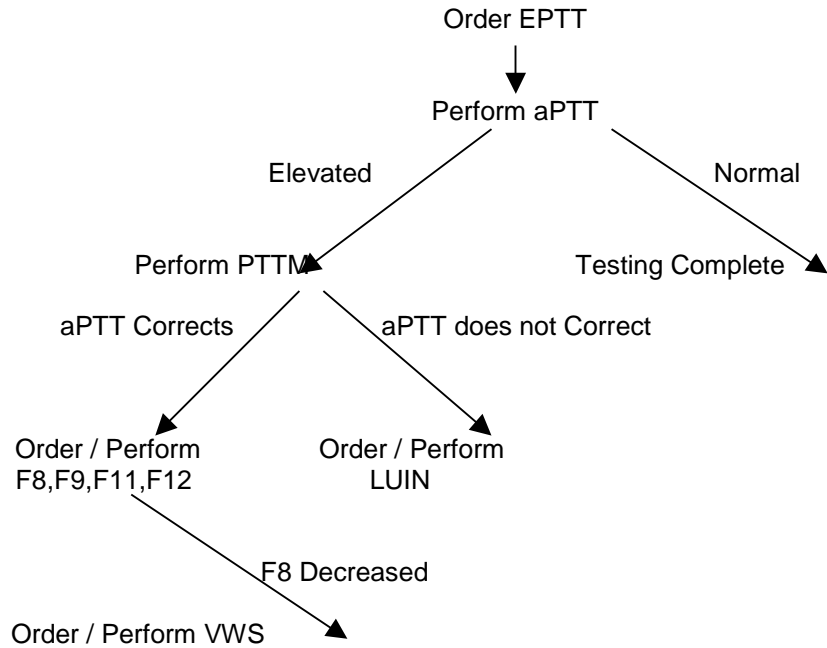 Order EPTT
Perform aPTT
Elevated
Normal
Perform PTTM
Testing Complete
aPTT Corrects
aPTT does not Correct
Order / Perform
F8,F9,F11,F12
Order / Perform
LUIN
F8 Decreased
Order / Perform VWS